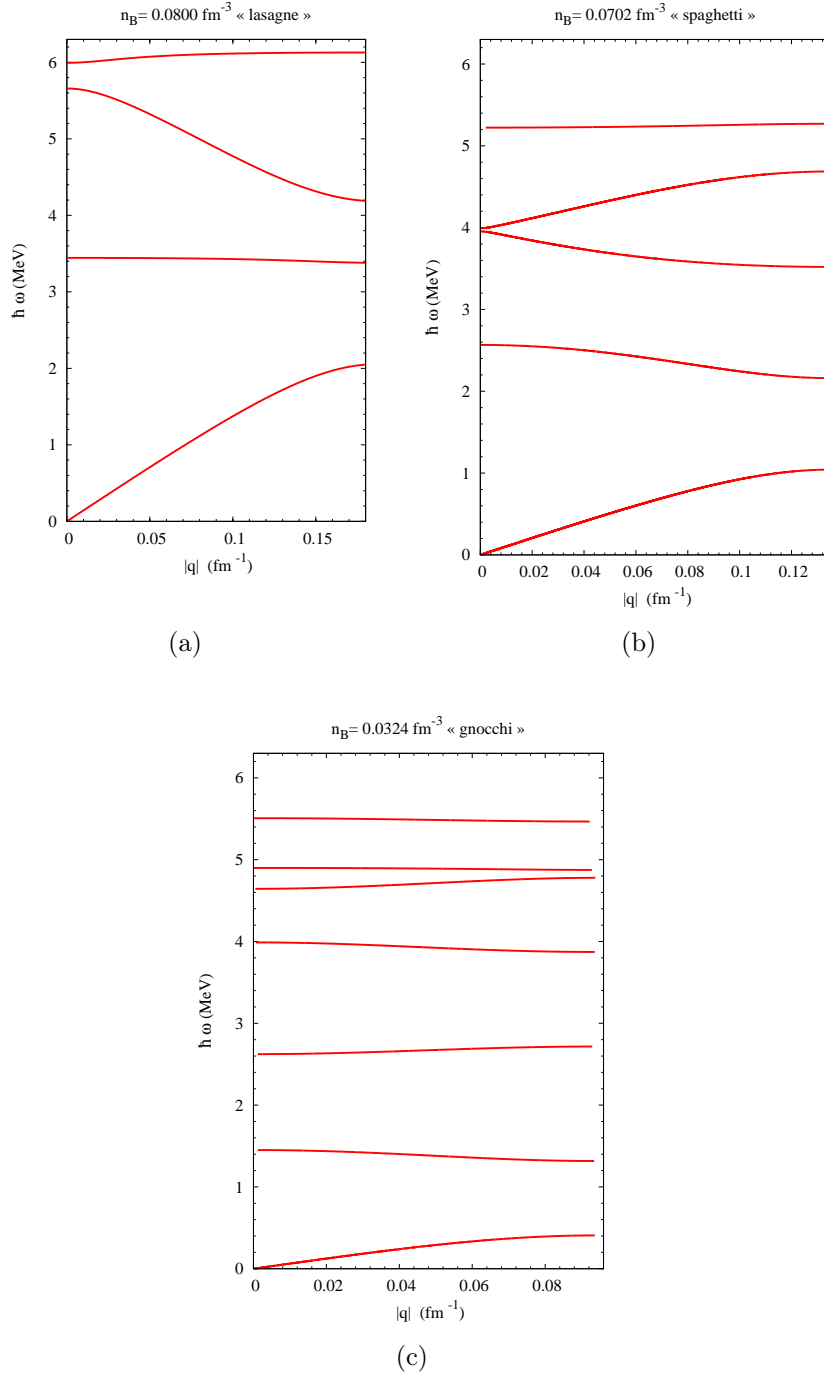 n_B= 0.0800 fm^-3 « lasagne »
6
5
4
3
2
1
0
ħ ω (MeV)
0 0.05 0.1 0.15
|q| (fm^-1)
(a)
n_B= 0.0702 fm^-3 « spaghetti »
6
5
4
3
2
1
0
ħ ω (MeV)
0 0.02 0.04 0.06 0.08 0.1 0.12
|q| (fm^-1)
(b)
n_B= 0.0324 fm^-3 « gnocchi »
6
5
4
3
2
1
0
ħ ω (MeV)
0 0.02 0.04 0.06 0.08
|q| (fm^-1)
(c)